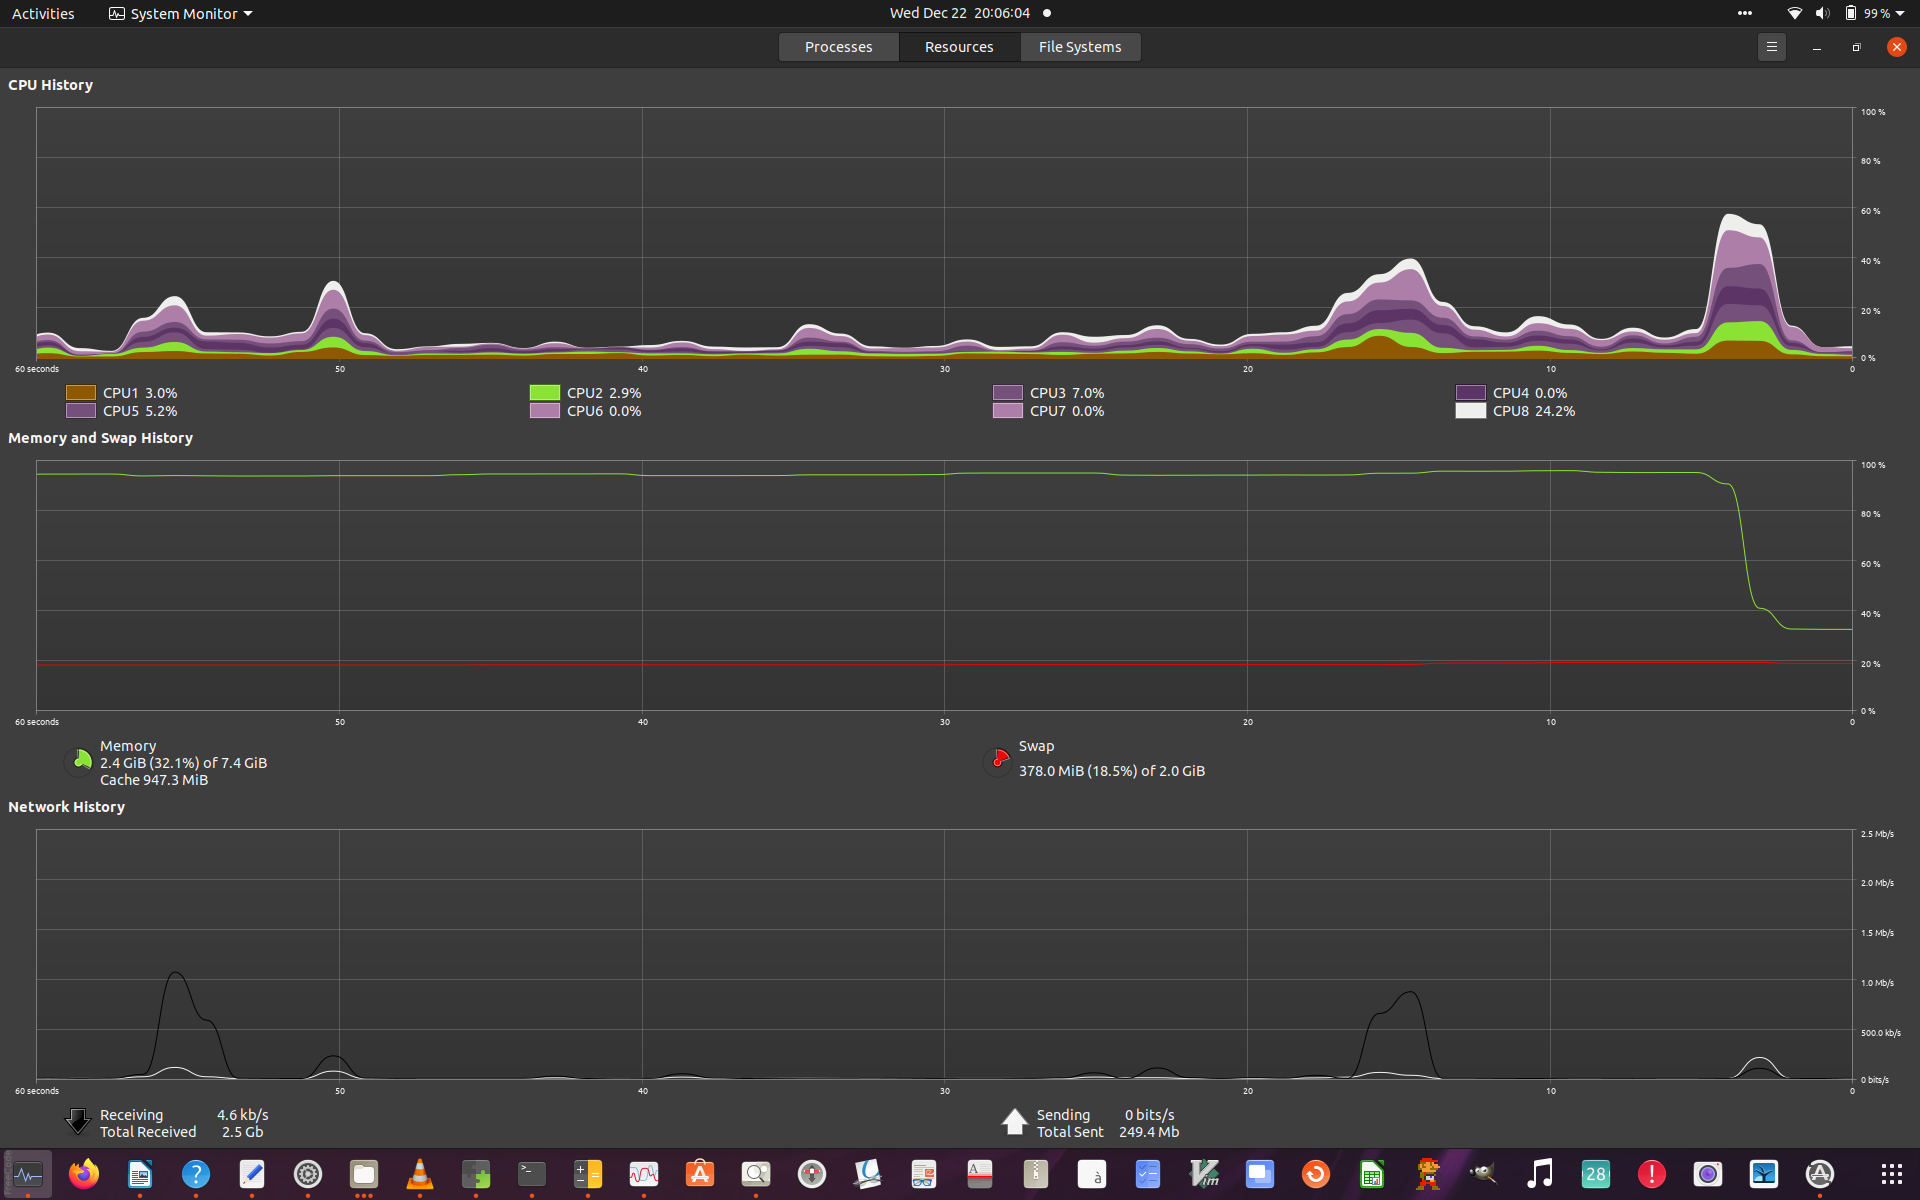 Activities System Monitor Wed Dec 22 20:06:04 99 %
Processes Resources File Systems
CPU History
100 %
80 %
60 %
40 %
20 %
0 %
60 seconds 50 40 30 20 10 0
CPU1 3.0% CPU2 2.9% CPU3 7.0% CPU4 0.0%
CPU5 5.2% CPU6 0.0% CPU7 0.0% CPU8 24.2%
Memory and Swap History
100 %
80 %
60 %
40 %
20 %
0 %
60 seconds 50 40 30 20 10 0
Memory
2.4 GiB (32.1%) of 7.4 GiB
Cache 947.3 MiB
Swap
378.0 MiB (18.5%) of 2.0 GiB
Network History
2.5 Mb/s
2.0 Mb/s
1.5 Mb/s
1.0 Mb/s
500.0 kb/s
0 bits/s
60 seconds 50 40 30 20 10 0
Receiving 4.6 kb/s
Total Received 2.5 Gb
Sending 0 bits/s
Total Sent 249.4 Mb
28